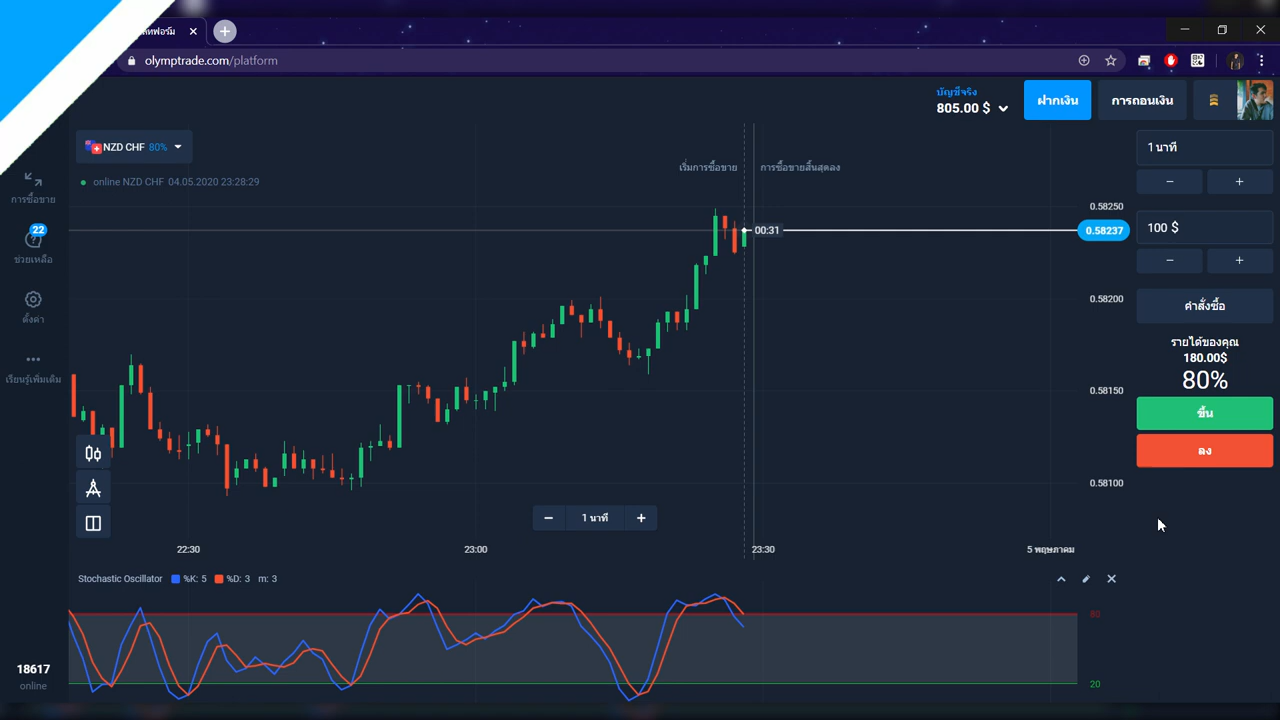 ลตฟอร์ม
olymptrade.com/platform
บัญชีจริง
805.00 $
ฝากเงิน
การถอนเงิน
NZD CHF 80%
online NZD CHF 04.05.2020 23:28:29
เริ่มการซื้อขาย
การซื้อขายสิ้นสุดลง
การซื้อขาย
22
ช่วยเหลือ
ตั้งค่า
เรียนรู้เพิ่มเติม
00:31
0.58250
0.58237
0.58200
0.58150
0.58100
1 นาที
− +
100 $
− +
คำสั่งซื้อ
รายได้ของคุณ
180.00$
80%
ขึ้น
ลง
− 1 นาที +
22:30
23:00
23:30
5 พฤษภาคม
Stochastic Oscillator %K: 5 %D: 3 m: 3
80
20
18617
online